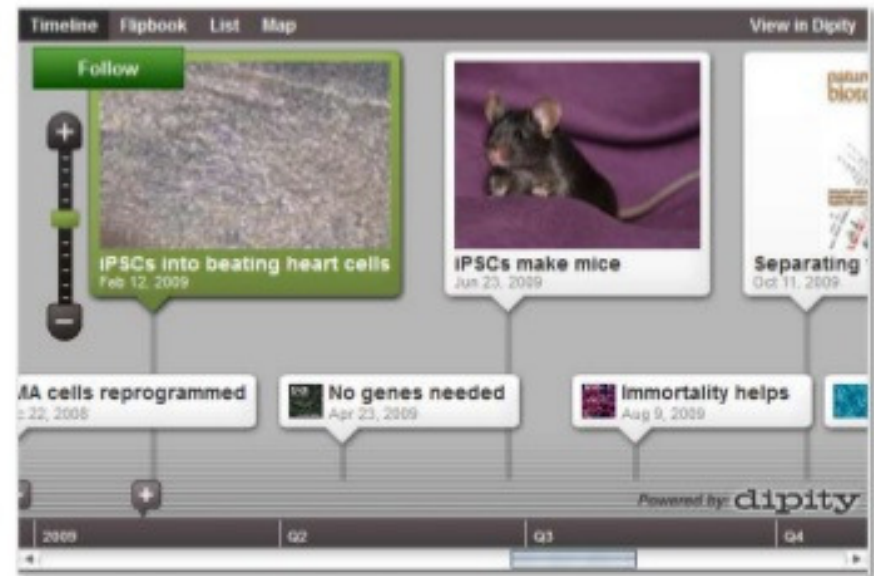 Timeline Flipbook List Map View in Dipity
Follow
iPSCs into beating heart cells
Feb 12, 2009
iPSCs make mice
Jun 23, 2009
Separating
Oct 11, 2009
MA cells reprogrammed
22, 2008
No genes needed
Apr 23, 2009
Immortality helps
Aug 9, 2009
Powered by: dipity
2009 Q2 Q3 Q4